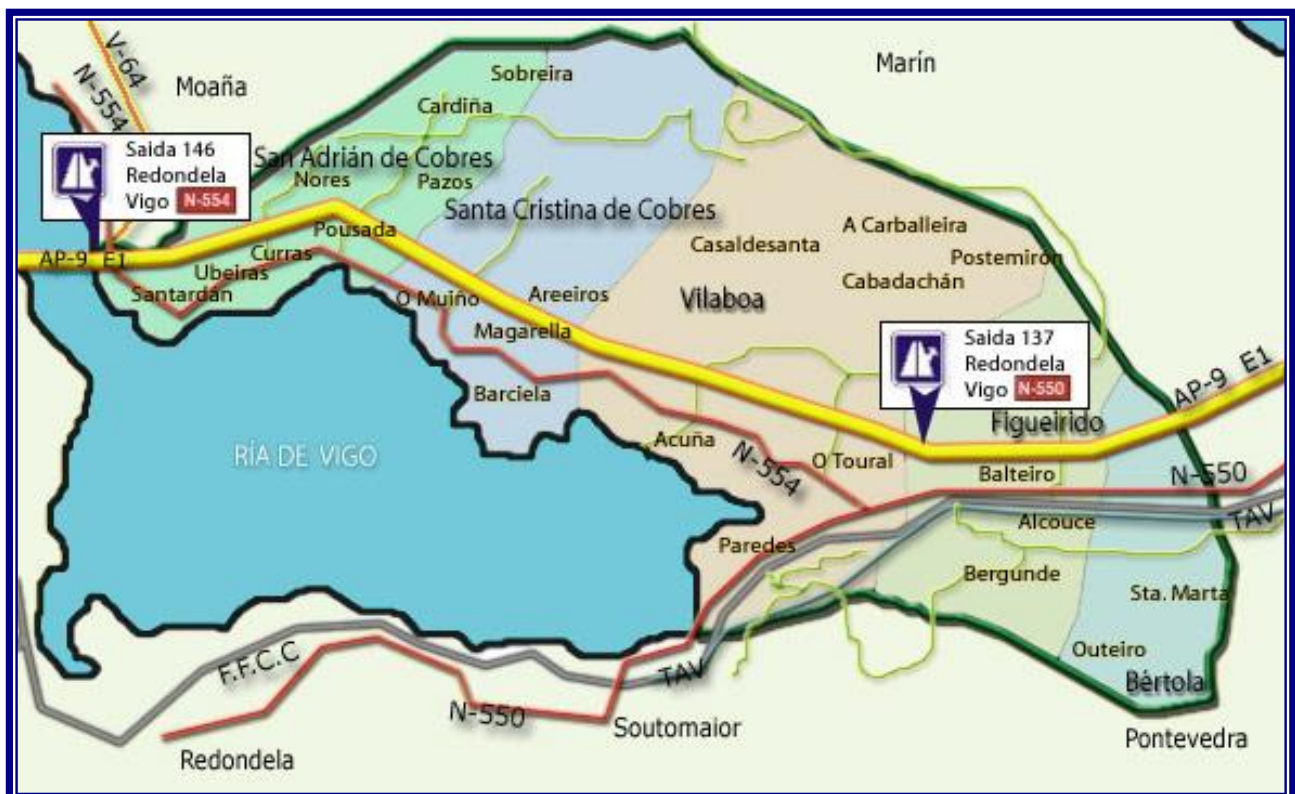 V-64
N-554
Moaña
Marín
Sobreira
Cardiña
Saida 146
Redondela
Vigo N-554
San Adrián de Cobres
Nores
Pazos
Santa Cristina de Cobres
Pousada
A Carballeira
Casaldesanta
Curras
AP-9 E1
Ubeiras
Postemirón
Cabadachán
Santardán
O Muiño
Areeiros
Vilaboa
Magarella
Saida 137
Redondela
Vigo N-550
Barciela
AP-9 E1
Figueirido
Acuña
RÍA DE VIGO
N-554
O Toural
Balteiro
N-550
TAV
Alcouce
Paredes
Bergunde
Sta. Marta
Outeiro
F.F.C.C
TAV
Bértola
N-550
Soutomaior
Pontevedra
Redondela